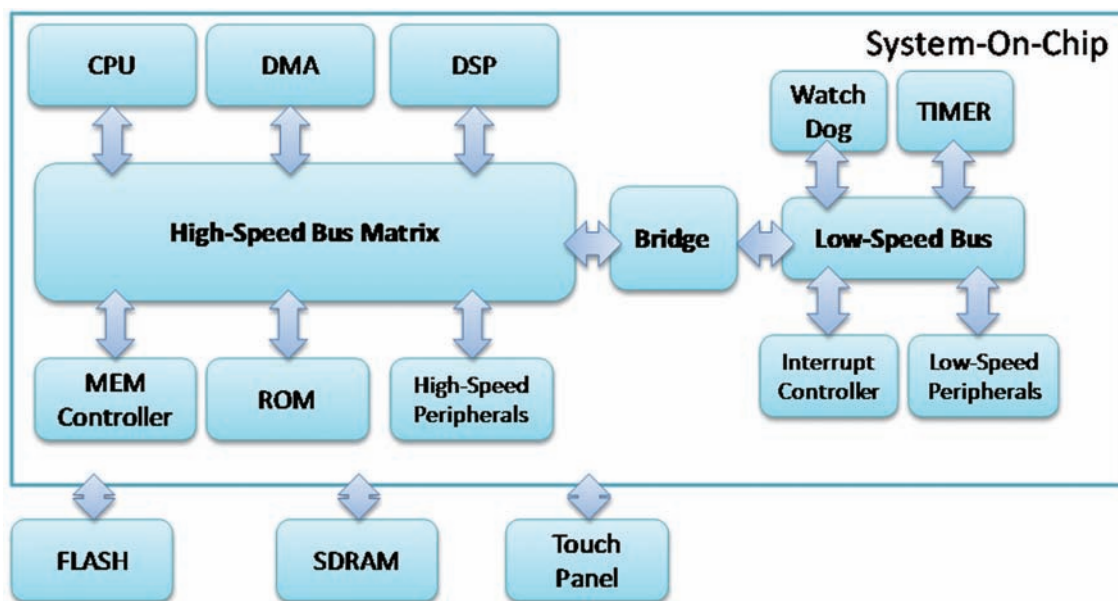 System-On-Chip
CPU
DMA
DSP
Watch
Dog
TIMER
High-Speed Bus Matrix
Bridge
Low-Speed Bus
MEM
Controller
ROM
High-Speed
Peripherals
Interrupt
Controller
Low-Speed
Peripherals
FLASH
SDRAM
Touch
Panel